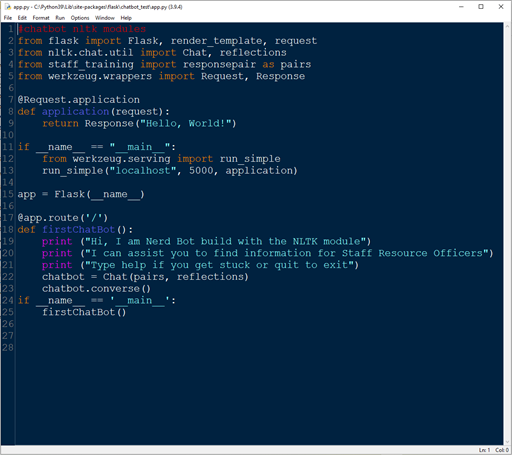 app.py - C:\Python39\Lib\site-packages\flask\chatbot_test\app.py (3.9.4)
File Edit Format Run Options Window Help
1 #chatbot nltk modules
2 from flask import Flask, render_template, request
3 from nltk.chat.util import Chat, reflections
4 from staff_training import responsepair as pairs
5 from werkzeug.wrappers import Request, Response
6
7 @Request.application
8 def application(request):
9     return Response("Hello, World!")
10
11 if __name__ == "__main__":
12     from werkzeug.serving import run_simple
13     run_simple("localhost", 5000, application)
14
15 app = Flask(__name__)
16
17 @app.route('/')
18 def firstChatBot():
19     print ("Hi, I am Nerd Bot build with the NLTK module")
20     print ("I can assist you to find information for Staff Resource Officers")
21     print ("Type help if you get stuck or quit to exit")
22     chatbot = Chat(pairs, reflections)
23     chatbot.converse()
24 if __name__ == '__main__':
25     firstChatBot()
26
27
28
Ln: 1 Col: 0